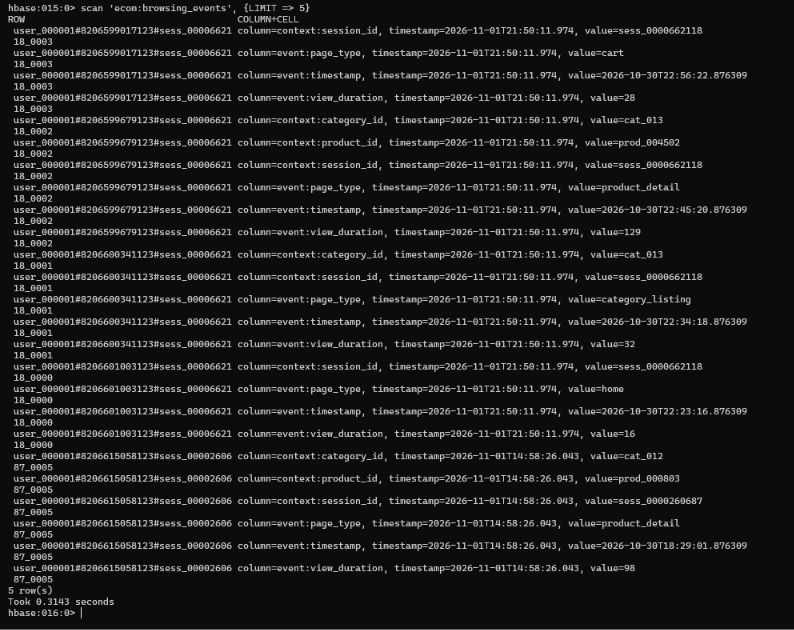 hbase:015:0> scan 'ecom:browsing_events', {LIMIT => 5}
ROW COLUMN+CELL
user_000001#8206599017123#sess_00006621 column=context:session_id, timestamp=2026-11-01T21:50:11.974, value=sess_0000662118
18_0003
user_000001#8206599017123#sess_00006621 column=event:page_type, timestamp=2026-11-01T21:50:11.974, value=cart
18_0003
user_000001#8206599017123#sess_00006621 column=event:timestamp, timestamp=2026-11-01T21:50:11.974, value=2026-10-30T22:56:22.876309
18_0003
user_000001#8206599017123#sess_00006621 column=event:view_duration, timestamp=2026-11-01T21:50:11.974, value=28
18_0003
user_000001#8206599679123#sess_00006621 column=context:category_id, timestamp=2026-11-01T21:50:11.974, value=cat_013
18_0002
user_000001#8206599679123#sess_00006621 column=context:product_id, timestamp=2026-11-01T21:50:11.974, value=prod_004502
18_0002
user_000001#8206599679123#sess_00006621 column=context:session_id, timestamp=2026-11-01T21:50:11.974, value=sess_0000662118
18_0002
user_000001#8206599679123#sess_00006621 column=event:page_type, timestamp=2026-11-01T21:50:11.974, value=product_detail
18_0002
user_000001#8206599679123#sess_00006621 column=event:timestamp, timestamp=2026-11-01T21:50:11.974, value=2026-10-30T22:45:20.876309
18_0002
user_000001#8206599679123#sess_00006621 column=event:view_duration, timestamp=2026-11-01T21:50:11.974, value=129
18_0002
user_000001#8206600341123#sess_00006621 column=context:category_id, timestamp=2026-11-01T21:50:11.974, value=cat_013
18_0001
user_000001#8206600341123#sess_00006621 column=context:session_id, timestamp=2026-11-01T21:50:11.974, value=sess_0000662118
18_0001
user_000001#8206600341123#sess_00006621 column=event:page_type, timestamp=2026-11-01T21:50:11.974, value=category_listing
18_0001
user_000001#8206600341123#sess_00006621 column=event:timestamp, timestamp=2026-11-01T21:50:11.974, value=2026-10-30T22:34:18.876309
18_0001
user_000001#8206600341123#sess_00006621 column=event:view_duration, timestamp=2026-11-01T21:50:11.974, value=32
18_0001
user_000001#8206601003123#sess_00006621 column=context:session_id, timestamp=2026-11-01T21:50:11.974, value=sess_0000662118
18_0000
user_000001#8206601003123#sess_00006621 column=event:page_type, timestamp=2026-11-01T21:50:11.974, value=home
18_0000
user_000001#8206601003123#sess_00006621 column=event:timestamp, timestamp=2026-11-01T21:50:11.974, value=2026-10-30T22:23:16.876309
18_0000
user_000001#8206601003123#sess_00006621 column=event:view_duration, timestamp=2026-11-01T21:50:11.974, value=16
18_0000
user_000001#8206615058123#sess_00002606 column=context:category_id, timestamp=2026-11-01T14:58:26.043, value=cat_012
87_0005
user_000001#8206615058123#sess_00002606 column=context:product_id, timestamp=2026-11-01T14:58:26.043, value=prod_000803
87_0005
user_000001#8206615058123#sess_00002606 column=context:session_id, timestamp=2026-11-01T14:58:26.043, value=sess_0000260687
87_0005
user_000001#8206615058123#sess_00002606 column=event:page_type, timestamp=2026-11-01T14:58:26.043, value=product_detail
87_0005
user_000001#8206615058123#sess_00002606 column=event:timestamp, timestamp=2026-11-01T14:58:26.043, value=2026-10-30T18:29:01.876309
87_0005
user_000001#8206615058123#sess_00002606 column=event:view_duration, timestamp=2026-11-01T14:58:26.043, value=98
87_0005
5 row(s)
Took 0.3143 seconds
hbase:016:0>